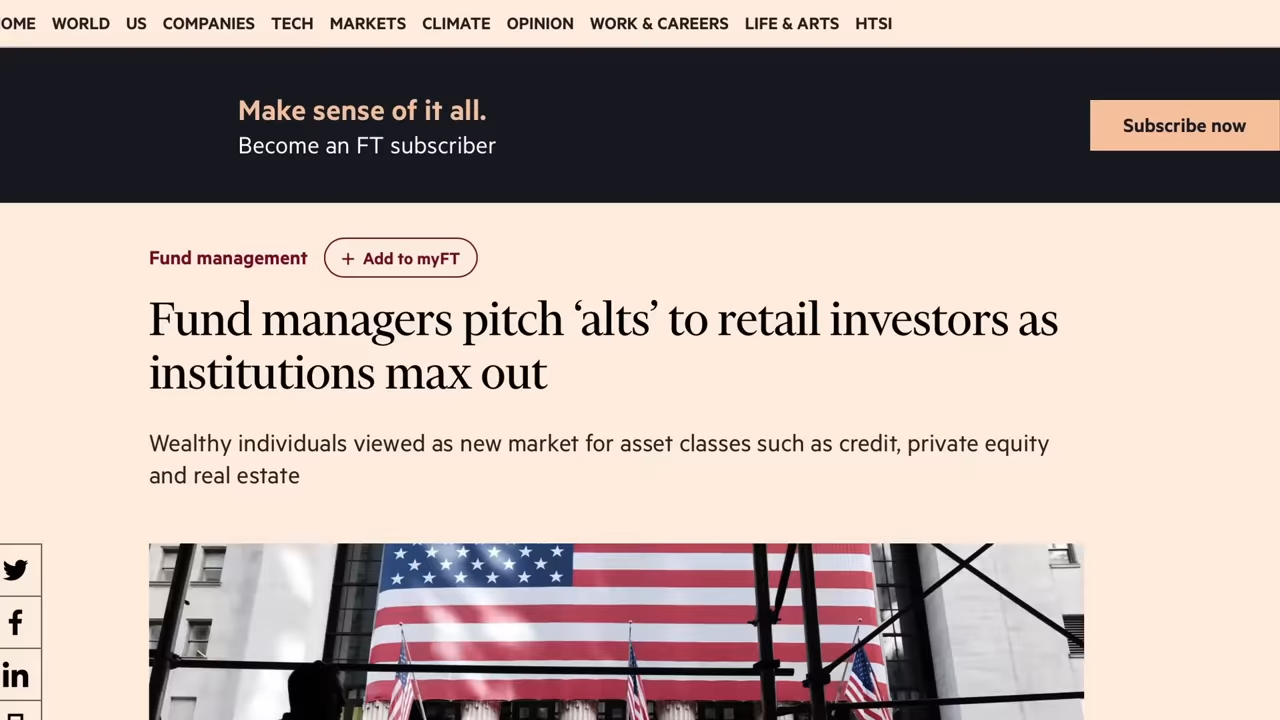 WORLD US COMPANIES TECH MARKETS CLIMATE OPINION WORK & CAREERS LIFE & ARTS HTSI
Make sense of it all.
Become an FT subscriber
Subscribe now
Fund management
+ Add to myFT
Fund managers pitch ‘alts’ to retail investors as
institutions max out
Wealthy individuals viewed as new market for asset classes such as credit, private equity
and real estate
in